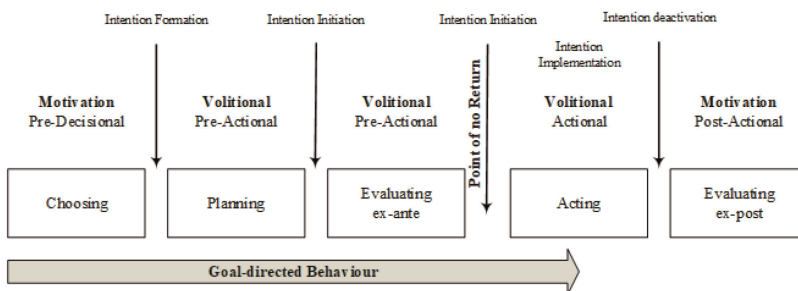 Intention Formation
Intention Initiation
Intention Initiation
Intention deactivation
Intention
Implementation
Motivation
Pre-Decisional
Volitional
Pre-Actional
Volitional
Pre-Actional
Point of no Return
Volitional
Actional
Motivation
Post-Actional
Choosing
Planning
Evaluating
ex-ante
Acting
Evaluating
ex-post
Goal-directed Behaviour